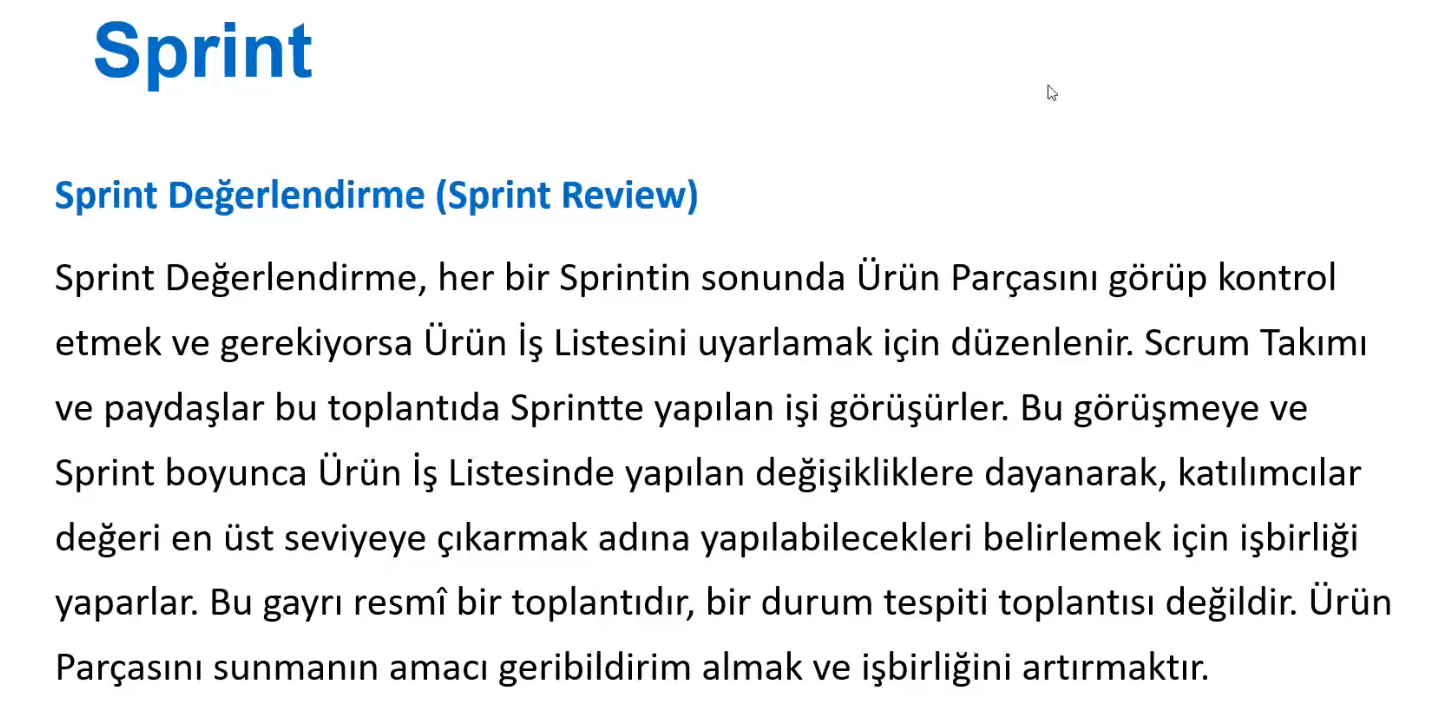 Sprint
Sprint Değerlendirme (Sprint Review)
Sprint Değerlendirme, her bir Sprintin sonunda Ürün Parçasını görüp kontrol
etmek ve gerekiyorsa Ürün İş Listesini uyarlamak için düzenlenir. Scrum Takımı
ve paydaşlar bu toplantıda Sprintte yapılan işi görüşürler. Bu görüşmeye ve
Sprint boyunca Ürün İş Listesinde yapılan değişikliklere dayanarak, katılımcılar
değeri en üst seviyeye çıkarmak adına yapılabilecekleri belirlemek için işbirliği
yaparlar. Bu gayrı resmî bir toplantıdır, bir durum tespiti toplantısı değildir. Ürün
Parçasını sunmanın amacı geribildirim almak ve işbirliğini artırmaktır.